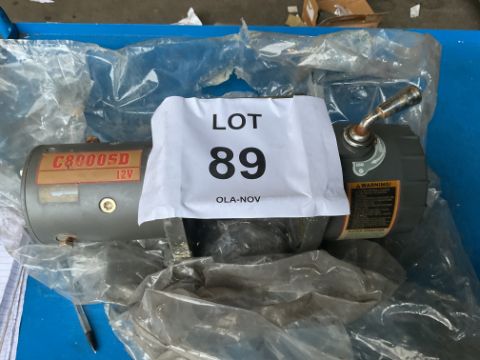 LOT
89
OLA-NOV
C8000SD
12V
WARNING!